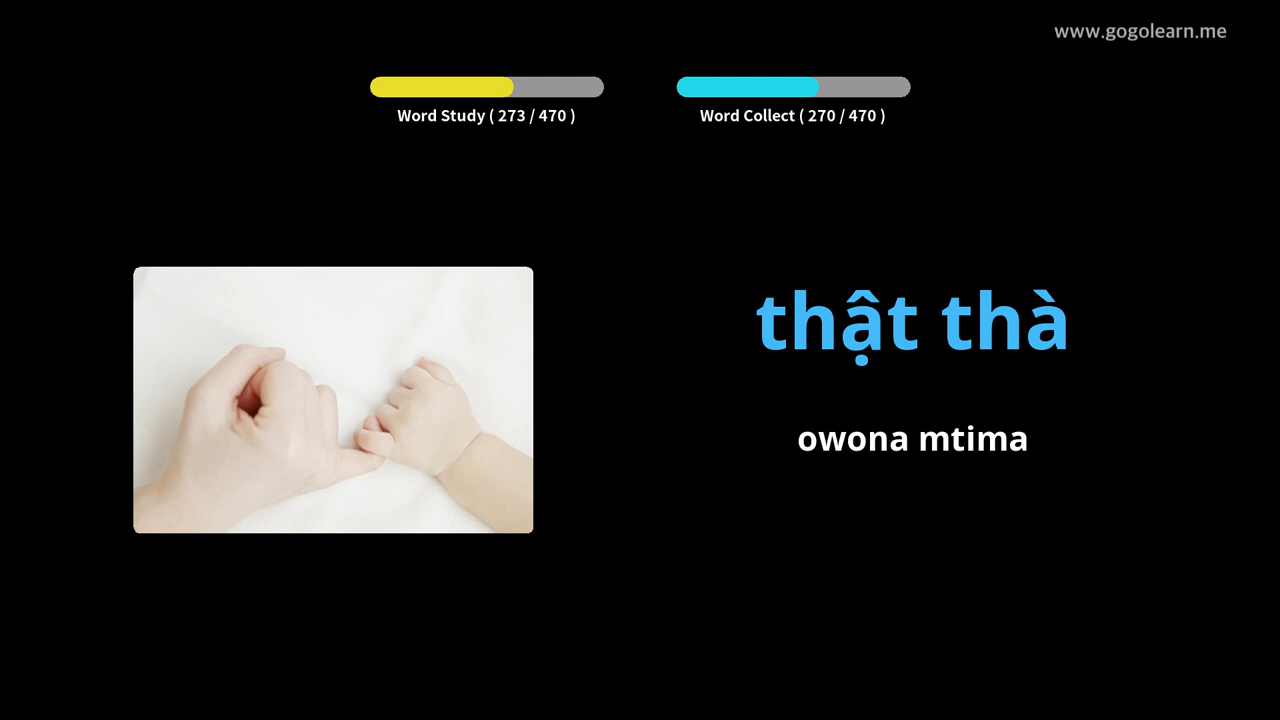 www.gogolearn.me
Word Study ( 273 / 470 )
Word Collect ( 270 / 470 )
thật thà
owona mtima